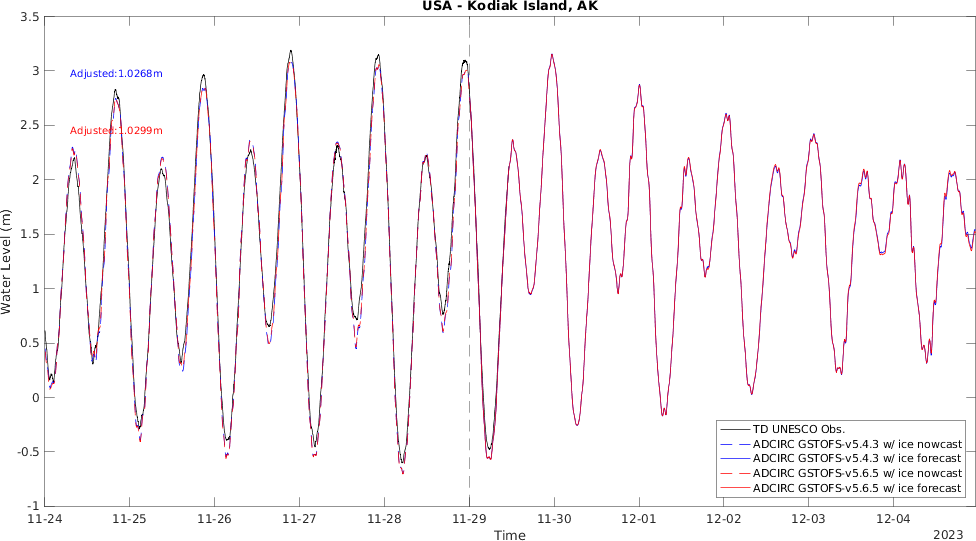 USA - Kodiak Island, AK
3.5
3
2.5
2
1.5
1
0.5
0
-0.5
-1
Water Level (m)
Adjusted:1.0268m
Adjusted:1.0299m
TD UNESCO Obs.
ADCIRC GSTOFS-v5.4.3 w/ ice nowcast
ADCIRC GSTOFS-v5.4.3 w/ ice forecast
ADCIRC GSTOFS-v5.6.5 w/ ice nowcast
ADCIRC GSTOFS-v5.6.5 w/ ice forecast
11-24 11-25 11-26 11-27 11-28 11-29 11-30 12-01 12-02 12-03 12-04
Time
2023